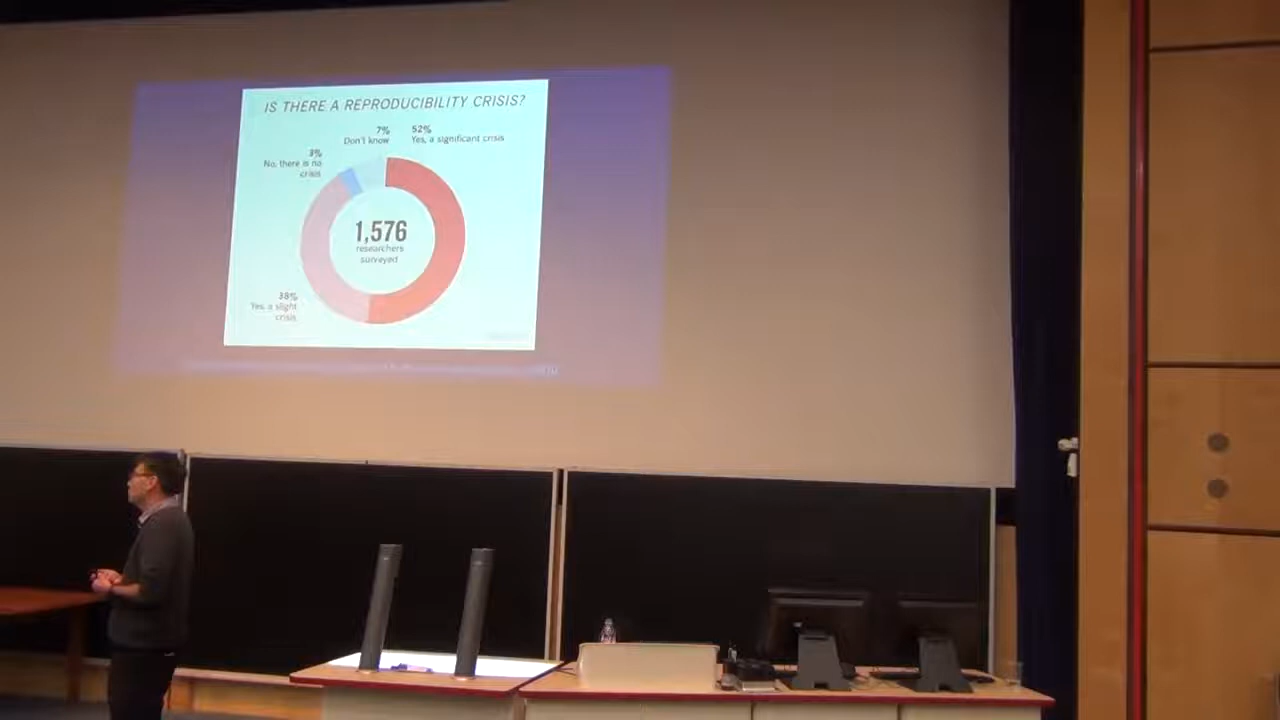 IS THERE A REPRODUCIBILITY CRISIS?
7%
Don't know
52%
Yes, a significant crisis
3%
No, there is no
crisis
1,576
researchers
surveyed
38%
Yes, a slight
crisis